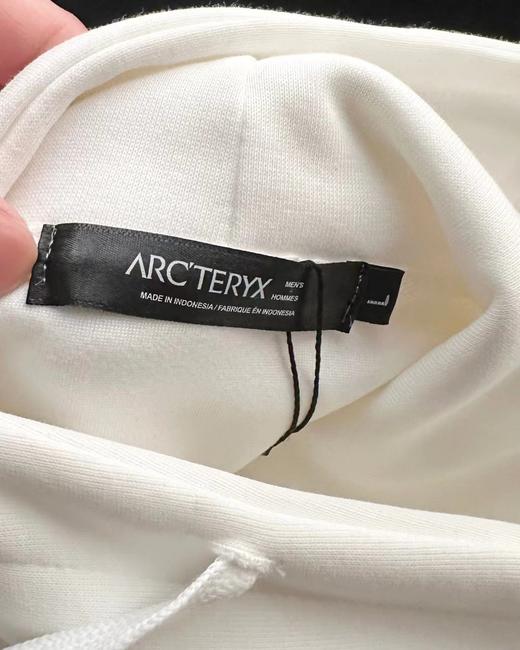 ARC'TERYX
MEN'S
HOMMES
MADE IN INDONESIA / FABRIQUÉ EN INDONESIA